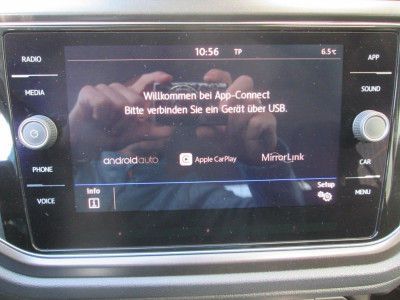 RADIO
MEDIA
PHONE
VOICE
10:56 TP 6.5°C
Willkommen bei App-Connect
Bitte verbinden Sie ein Gerät über USB.
androidauto Apple CarPlay MirrorLink
Info
Setup
APP
SOUND
CAR
MENU